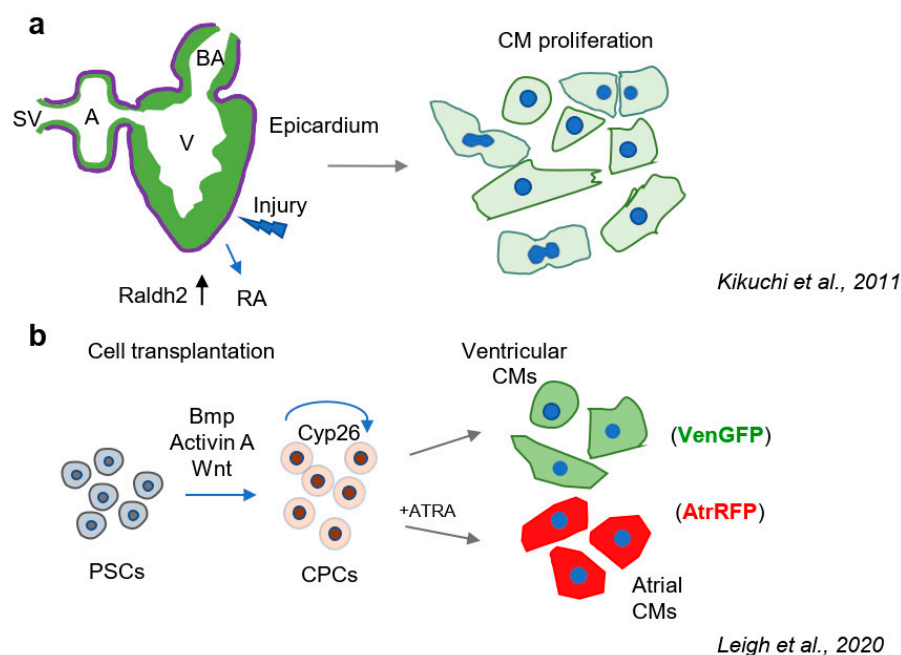 a
CM proliferation
BA
SV
A
V
Epicardium
Injury
Raldh2
RA
Kikuchi et al., 2011
b
Cell transplantation
Ventricular
CMs
Bmp
Activin A
Wnt
Cyp26
(VenGFP)
+ATRA
(AtrRFP)
PSCs
CPCs
Atrial
CMs
Leigh et al., 2020